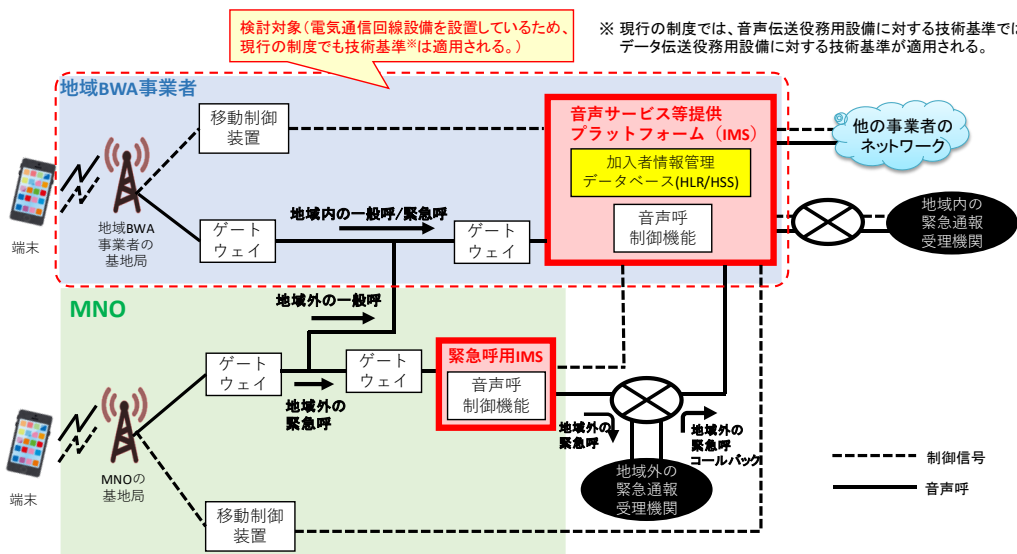 検討対象(電気通信回線設備を設置しているため、
現行の制度でも技術基準※は適用される。)
※ 現行の制度では、音声伝送役務用設備に対する技術基準では
データ伝送役務用設備に対する技術基準が適用される。
地域BWA事業者
移動制御
装置
音声サービス等提供
プラットフォーム（IMS）
加入者情報管理
データベース(HLR/HSS)
音声呼
制御機能
他の事業者の
ネットワーク
端末
地域BWA
事業者の
基地局
ゲート
ウェイ
地域内の一般呼/緊急呼
ゲート
ウェイ
地域内の
緊急通報
受理機関
MNO
地域外の一般呼
ゲート
ウェイ
地域外の
緊急呼
ゲート
ウェイ
緊急呼用IMS
音声呼
制御機能
地域外の
緊急呼
地域外の
緊急呼
コールバック
地域外の
緊急通報
受理機関
端末
MNOの
基地局
移動制御
装置
制御信号
音声呼